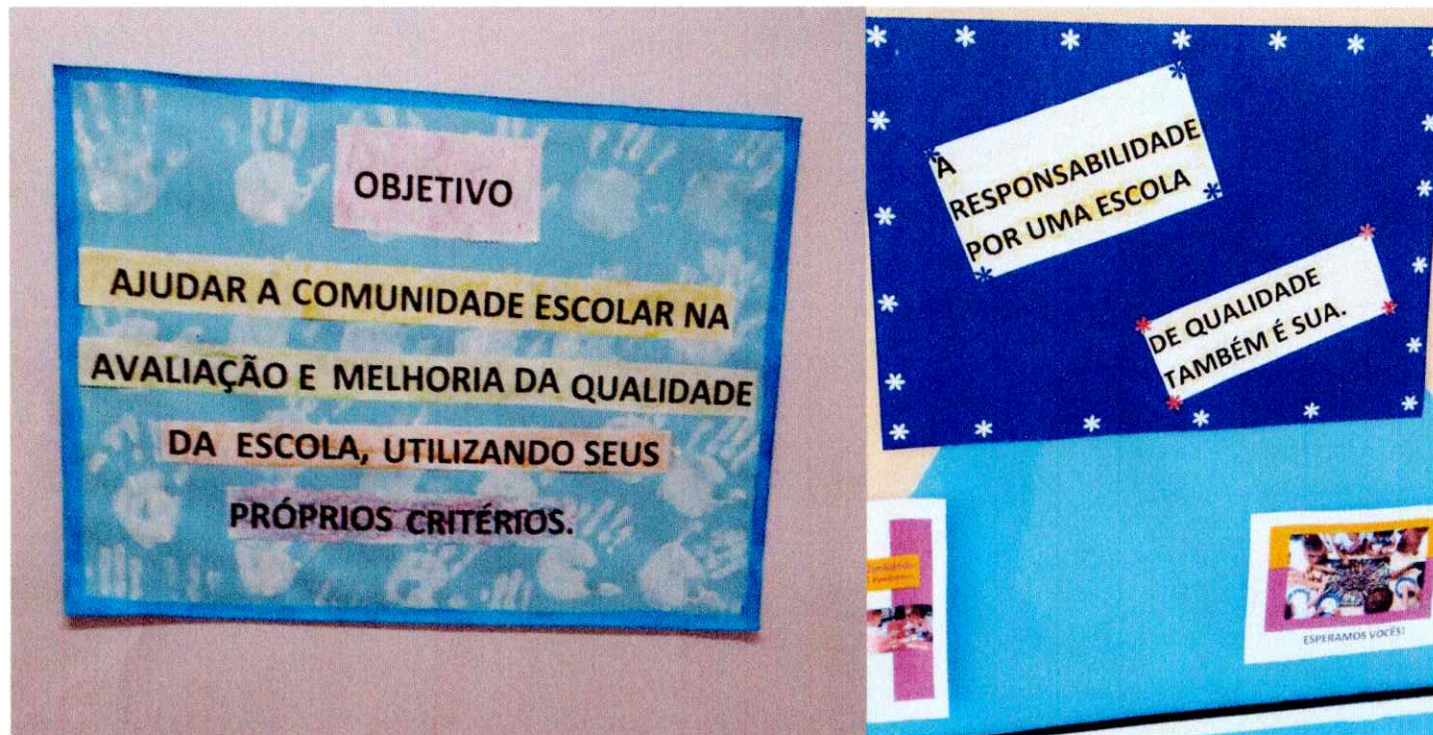 OBJETIVO
AJUDAR A COMUNIDADE ESCOLAR NA
AVALIAÇÃO E MELHORIA DA QUALIDADE
DA ESCOLA, UTILIZANDO SEUS
PRÓPRIOS CRITÉRIOS.
A
RESPONSABILIDADE
POR UMA ESCOLA
DE QUALIDADE
TAMBÉM É SUA.
ESPERAMOS VOCÊS!